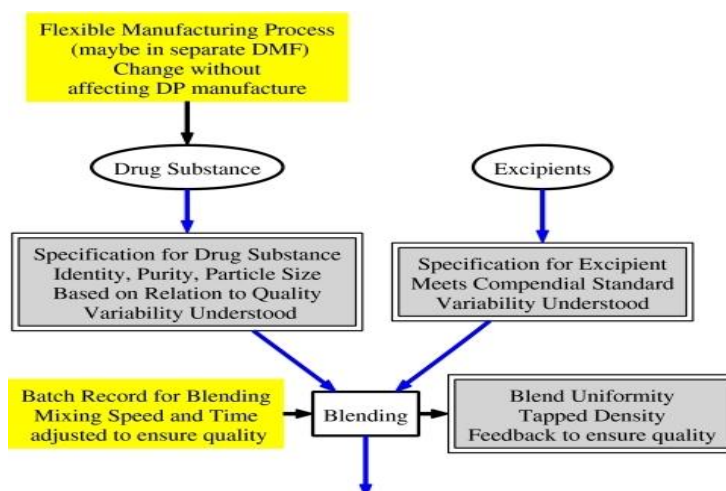 Flexible Manufacturing Process
(maybe in separate DMF)
Change without
affecting DP manufacture
Drug Substance
Excipients
Specification for Drug Substance
Identity, Purity, Particle Size
Based on Relation to Quality
Variability Understood
Specification for Excipient
Meets Compendial Standard
Variability Understood
Batch Record for Blending
Mixing Speed and Time
adjusted to ensure quality
Blending
Blend Uniformity
Tapped Density
Feedback to ensure quality